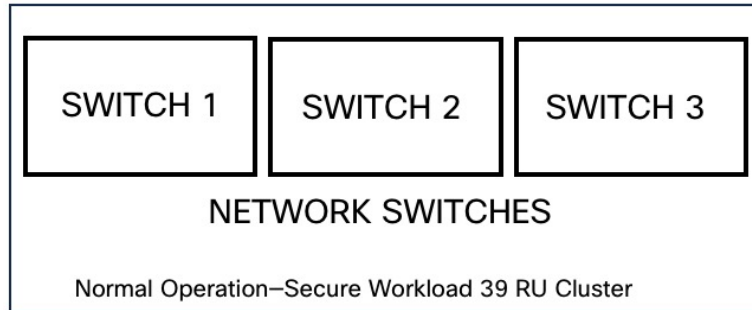 SWITCH 1 SWITCH 2 SWITCH 3
NETWORK SWITCHES
Normal Operation—Secure Workload 39 RU Cluster